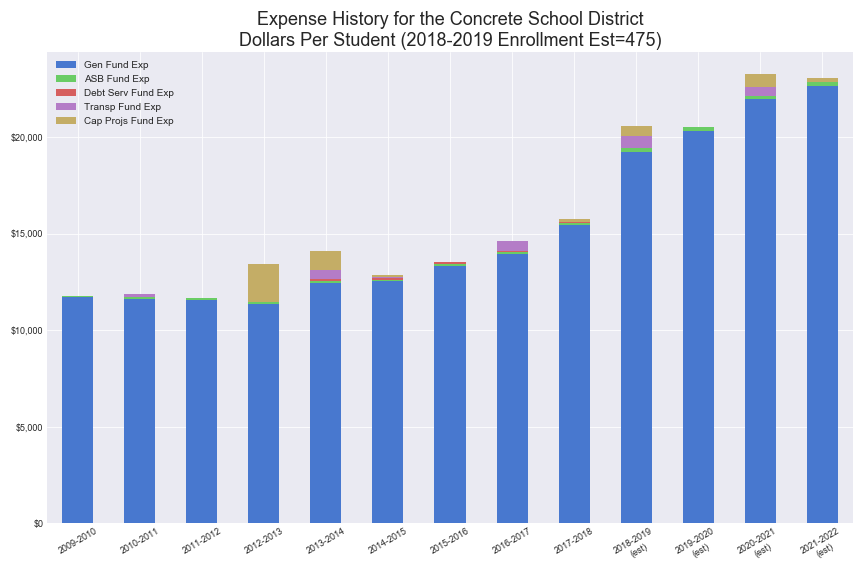 Expense History for the Concrete School District
Dollars Per Student (2018-2019 Enrollment Est=475)
Gen Fund Exp
ASB Fund Exp
Debt Serv Fund Exp
Transp Fund Exp
Cap Projs Fund Exp
$20,000
$15,000
$10,000
$5,000
$0
2009-2010
2010-2011
2011-2012
2012-2013
2013-2014
2014-2015
2015-2016
2016-2017
2017-2018
2018-2019
(est)
2019-2020
(est)
2020-2021
(est)
2021-2022
(est)